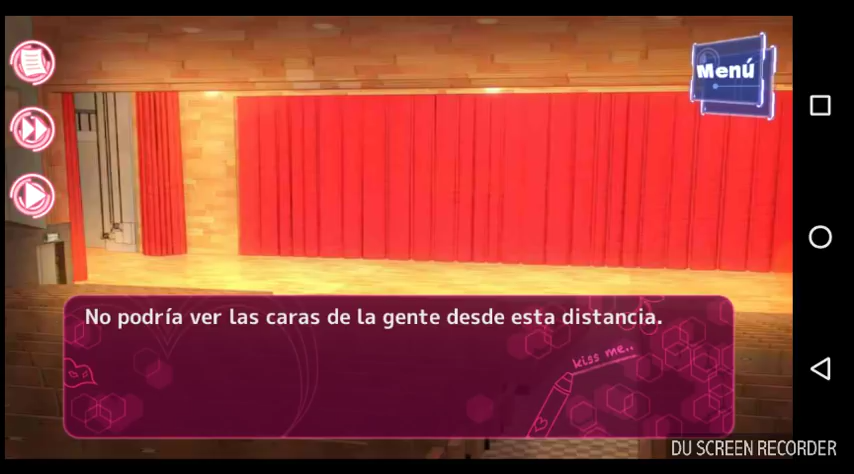 Menú
No podría ver las caras de la gente desde esta distancia.
kiss me..
DU SCREEN RECORDER